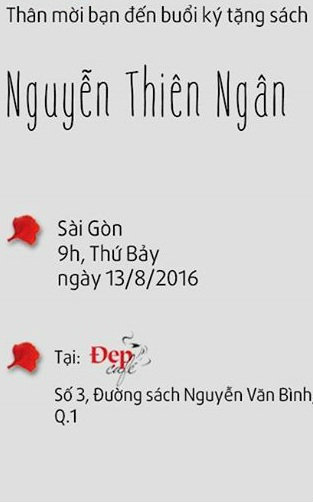 Thân mời bạn đến buổi ký tặng sách
Nguyễn Thiên Ngân
Sài Gòn
9h, Thứ Bảy
ngày 13/8/2016
Tại: Đẹp café
Số 3, Đường sách Nguyễn Văn Bình,
Q.1